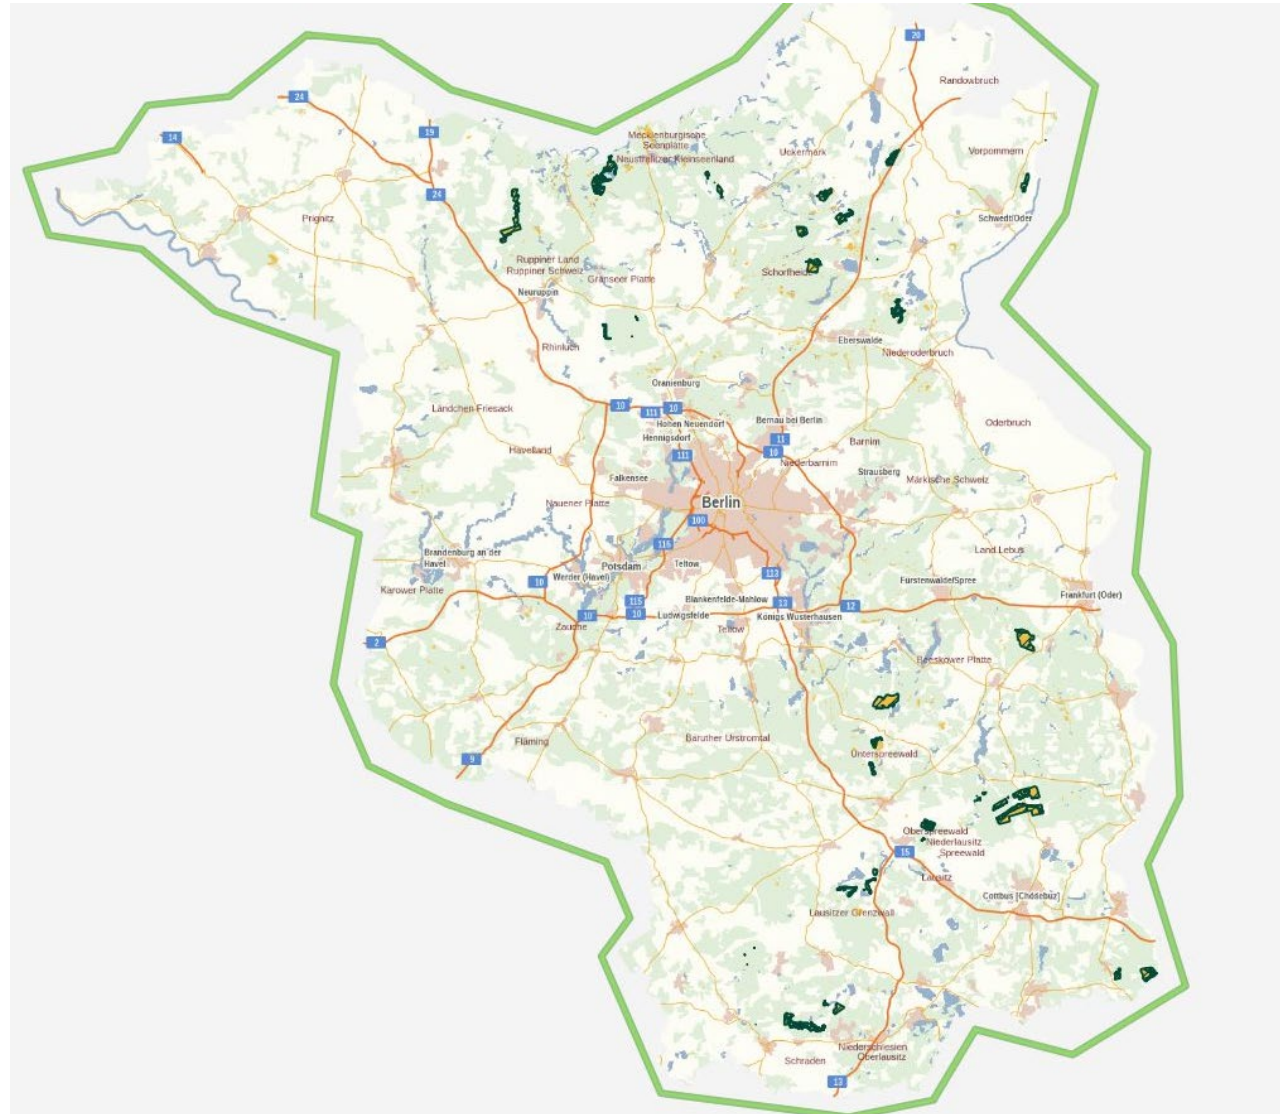 20
Randowbruch
24
14
19
Mecklenburgische
Seenplatte
Neustrelitzer Kleinseenland
Uckermark
Vorpommern
24
Prignitz
Schwedt/Oder
Ruppiner Land
Ruppiner Schweiz
Granseer Platte
Schorfheide
Neuruppin
Rhinluch
Eberswalde
Niederoderbruch
Oranienburg
10
111
10
Ländchen Friesack
Hohen Neuendorf
Hennigsdorf
Bernau bei Berlin
Oderbruch
11
Barnim
10
Havelland
111
Niederbarnim
Strausberg
Märkische Schweiz
Falkensee
Nauener Platte
Berlin
100
115
Land Lebus
Brandenburg an der
Havel
Potsdam
Teltow
113
10
Werder (Havel)
Fürstenwalde/Spree
Karower Platte
Frankfurt (Oder)
115
Blankenfelde-Mahlow
13
12
10
10
Ludwigsfelde
Königs Wusterhausen
Zauche
Teltow
2
Beeskower Platte
Fläming
Baruther Urstromtal
Unterspreewald
9
Oberspreewald
Niederlausitz
Spreewald
15
Lausitz
Cottbus [Chóśebuz]
Lausitzer Grenzwall
Niederschlesien
Oberlausitz
Schraden
13